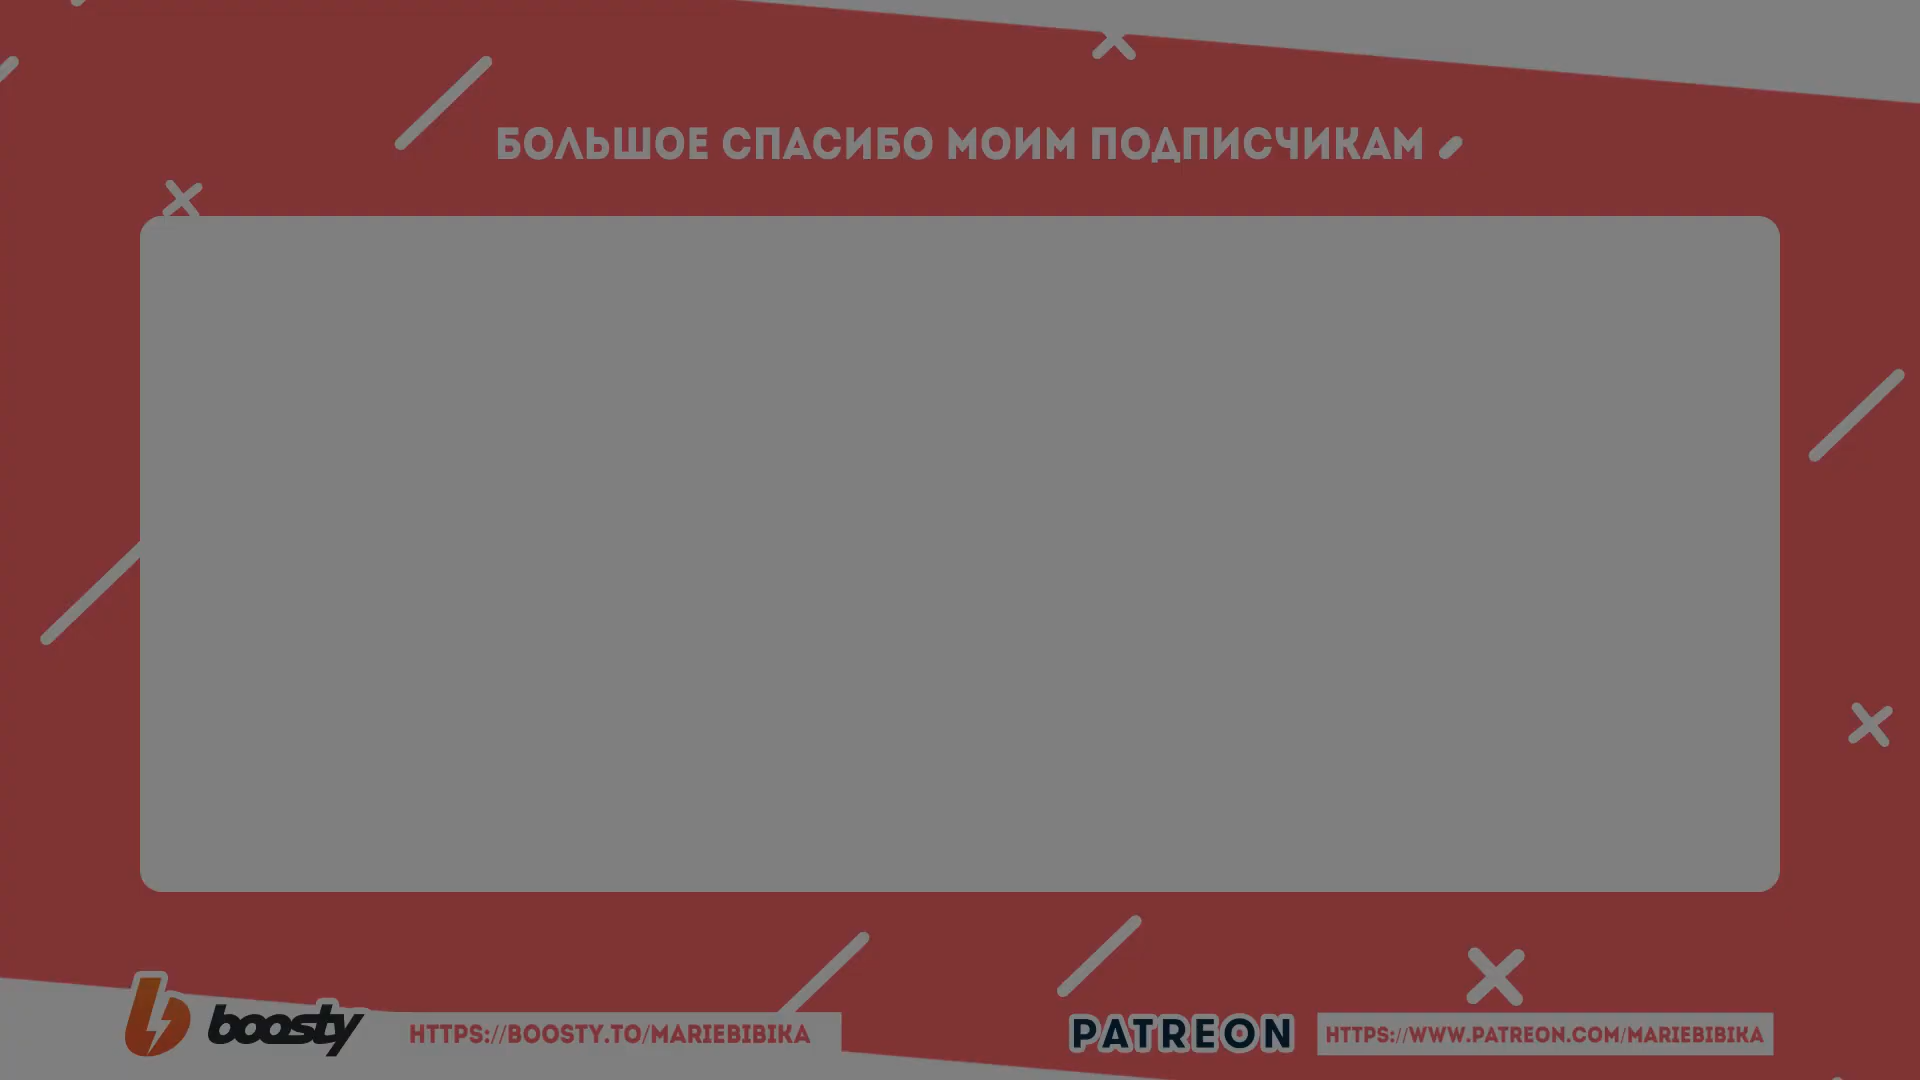 БОЛЬШОЕ СПАСИБО МОИМ ПОДПИСЧИКАМ
boosty
HTTPS://BOOSTY.TO/MARIEBIBIKA
PATREON
HTTPS://WWW.PATREON.COM/MARIEBIBIKA